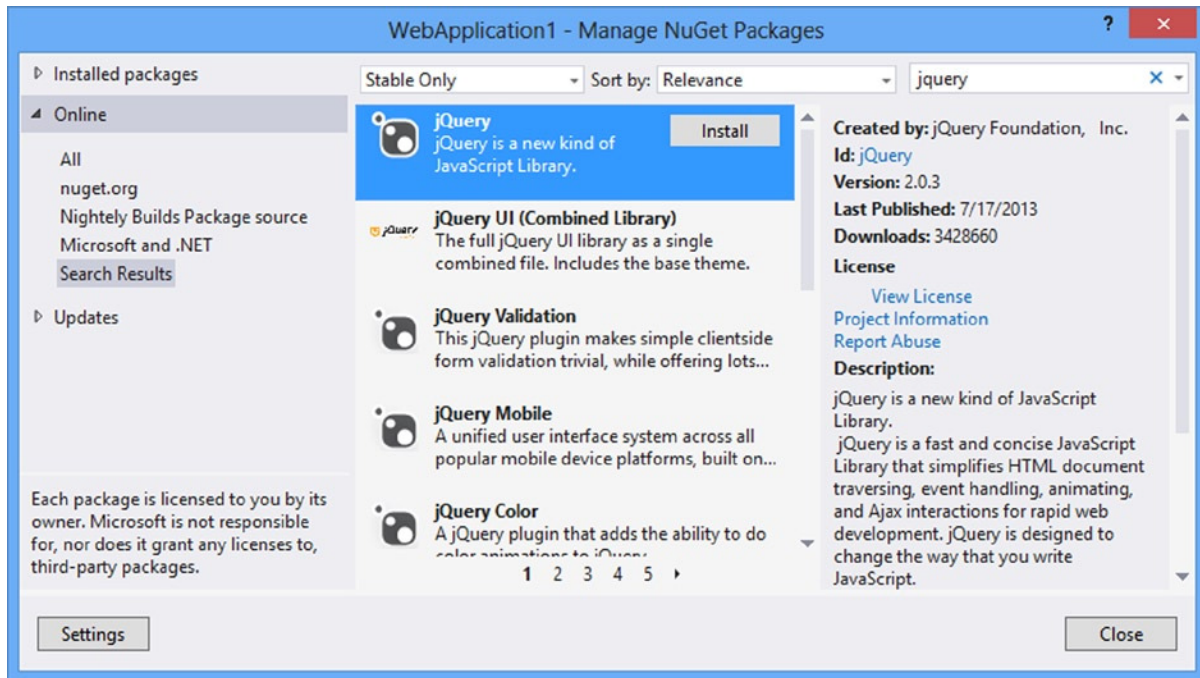 WebApplication1 - Manage NuGet Packages
?
Installed packages
Online
All
nuget.org
Nightely Builds Package source
Microsoft and .NET
Search Results
Updates
Each package is licensed to you by its
owner. Microsoft is not responsible
for, nor does it grant any licenses to,
third-party packages.
Stable Only
Sort by:
Relevance
jquery
jQuery
jQuery is a new kind of
JavaScript Library.
Install
jQuery
jQuery UI (Combined Library)
The full jQuery UI library as a single
combined file. Includes the base theme.
jQuery Validation
This jQuery plugin makes simple clientside
form validation trivial, while offering lots...
jQuery Mobile
A unified user interface system across all
popular mobile device platforms, built on...
jQuery Color
A jQuery plugin that adds the ability to do
color animations to jQuery
1 2 3 4 5
Created by: jQuery Foundation, Inc.
Id: jQuery
Version: 2.0.3
Last Published: 7/17/2013
Downloads: 3428660
License
View License
Project Information
Report Abuse
Description:
jQuery is a new kind of JavaScript
Library.
jQuery is a fast and concise JavaScript
Library that simplifies HTML document
traversing, event handling, animating,
and Ajax interactions for rapid web
development. jQuery is designed to
change the way that you write
JavaScript.
Settings
Close